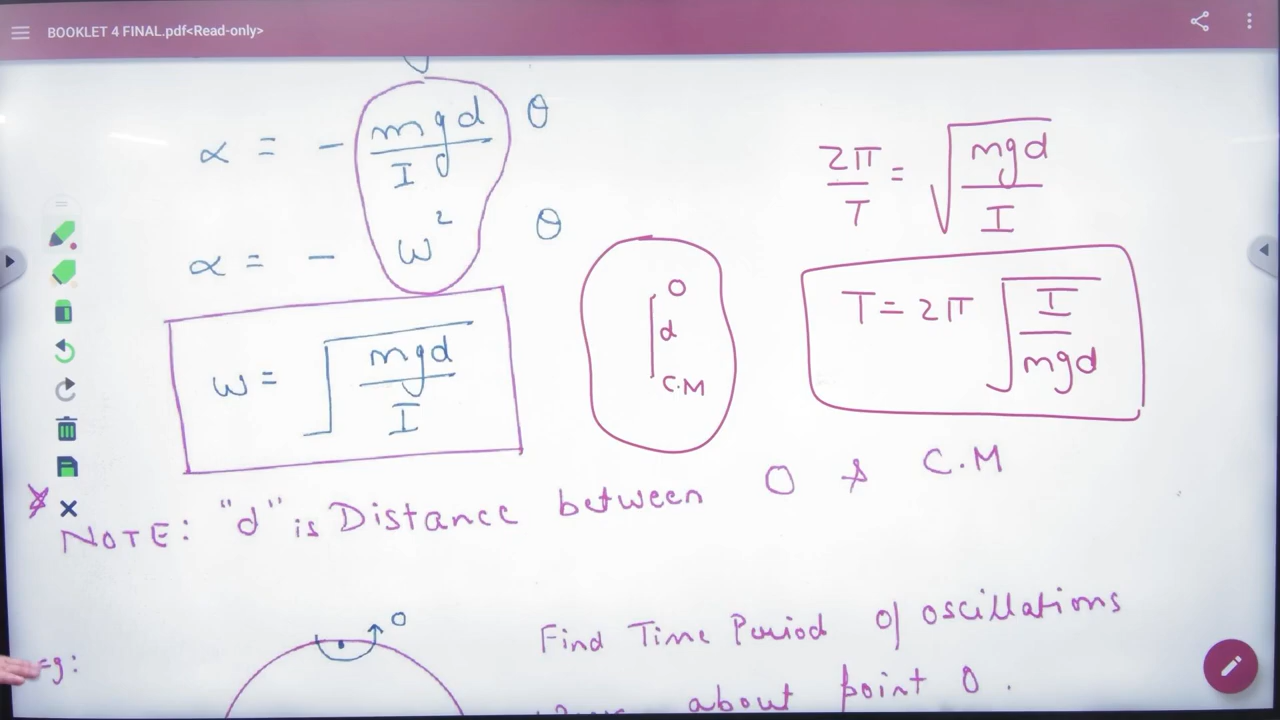 BOOKLET 4 FINAL.pdf<Read-only>
α = - mgd/I θ
α = - ω² θ
ω = √(mgd/I)
O
d
C.M
2π/T = √(mgd/I)
T = 2π √(I/mgd)
NOTE: "d" is Distance between O & C.M
eg:
O
Find Time Period of oscillations
about point O.